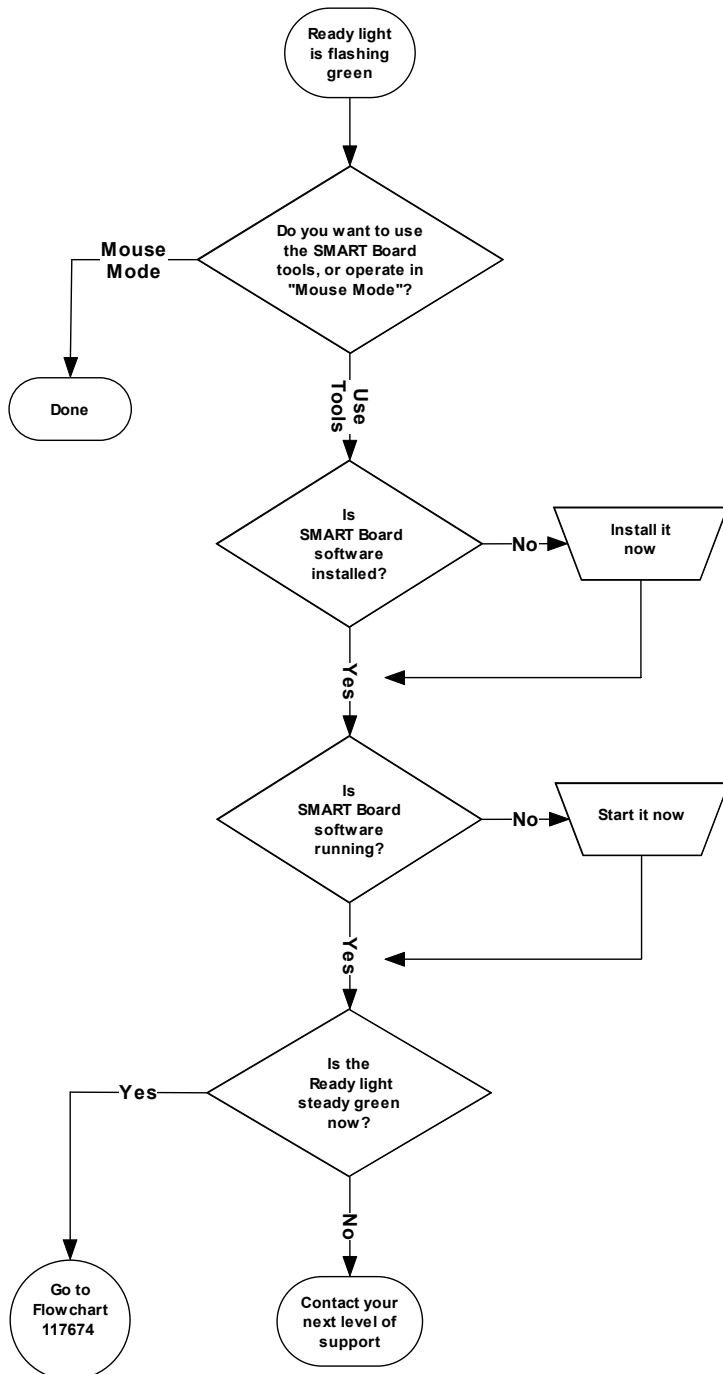 Ready light
is flashing
green
Do you want to use
the SMART Board
tools, or operate in
"Mouse Mode"?
Mouse
Mode
Done
Use
Tools
Is
SMART Board
software
installed?
No
Install it
now
Yes
Is
SMART Board
software
running?
No
Start it now
Yes
Is the
Ready light
steady green
now?
Yes
No
Go to
Flowchart
117674
Contact your
next level of
support